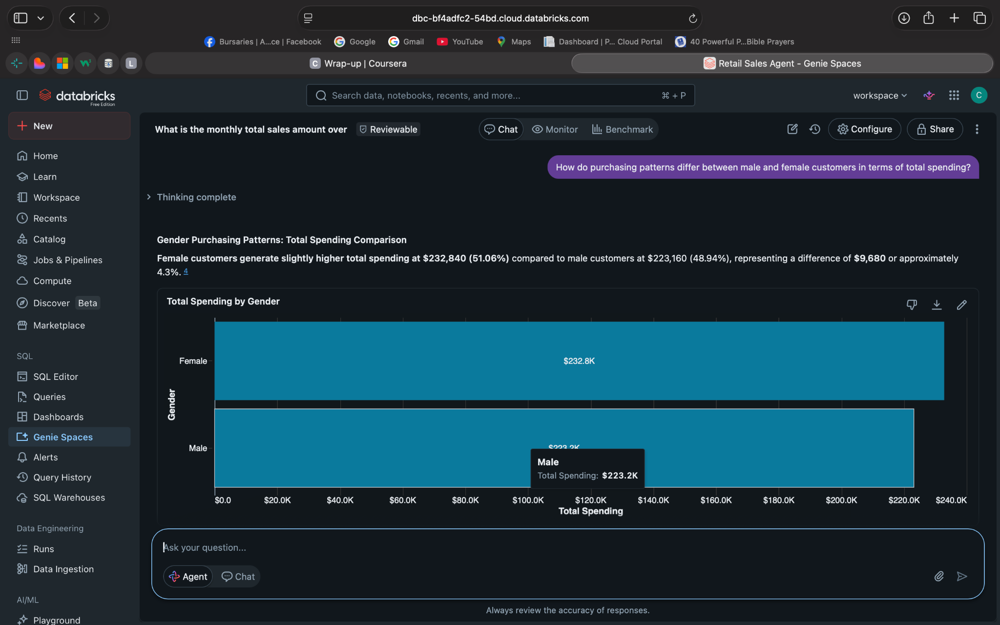 dbc-bf4adfc2-54bd.cloud.databricks.com
Bursaries | A...ce | Facebook
Google
Gmail
YouTube
Maps
Dashboard | P... Cloud Portal
40 Powerful P...Bible Prayers
L
C Wrap-up | Coursera
Retail Sales Agent - Genie Spaces
databricks
Free Edition
Search data, notebooks, recents, and more...
⌘ + P
workspace
C
New
Home
Learn
Workspace
Recents
Catalog
Jobs & Pipelines
Compute
Discover Beta
Marketplace
SQL
SQL Editor
Queries
Dashboards
Genie Spaces
Alerts
Query History
SQL Warehouses
Data Engineering
Runs
Data Ingestion
AI/ML
Playground
What is the monthly total sales amount over
Reviewable
Chat
Monitor
Benchmark
Configure
Share
How do purchasing patterns differ between male and female customers in terms of total spending?
Thinking complete
Gender Purchasing Patterns: Total Spending Comparison
Female customers generate slightly higher total spending at $232,840 (51.06%) compared to male customers at $223,160 (48.94%), representing a difference of $9,680 or approximately
4.3%. 4
Total Spending by Gender
Gender
Female
$232.8K
Male
$223.2K
Male
Total Spending: $223.2K
$0.0 $20.0K $40.0K $60.0K $80.0K $100.0K $120.0K $140.0K $160.0K $180.0K $200.0K $220.0K $240.0K
Total Spending
Ask your question...
Agent
Chat
Always review the accuracy of responses.